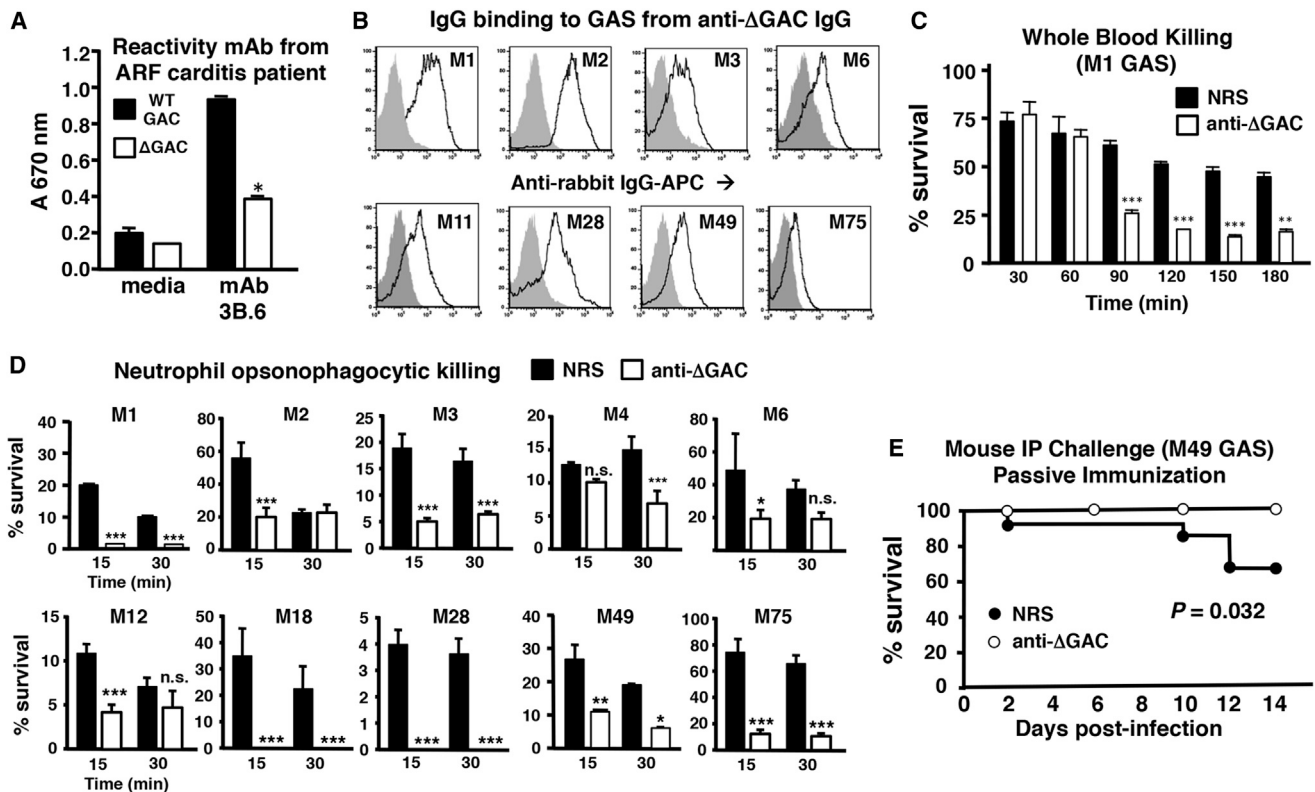 A
Reactivity mAb from
ARF carditis patient
WT
GAC
ΔGAC
A 670 nm
1.2
1.0
0.8
0.6
0.4
0.2
0.0
*
media
mAb
3B.6
B
IgG binding to GAS from anti-ΔGAC IgG
M1
M2
M3
M6
Anti-rabbit IgG-APC →
M11
M28
M49
M75
C
Whole Blood Killing
(M1 GAS)
NRS
anti-ΔGAC
% survival
100
75
50
25
0
*** *** *** **
30 60 90 120 150 180
Time (min)
D
Neutrophil opsonophagocytic killing NRS anti-ΔGAC
M1
% survival
40
30
20
10
0
*** ***
15 30
Time (min)
M2
80
60
40
20
0
***
15 30
M3
25
20
15
10
5
0
*** ***
15 30
M4
20
15
10
5
0
n.s. ***
15 30
M6
80
60
40
20
0
* n.s.
15 30
M12
% survival
15
10
5
0
*** n.s.
15 30
Time (min)
M18
50
40
30
20
10
0
*** ***
15 30
M28
5
4
3
2
1
0
*** ***
15 30
M49
40
30
20
10
0
** *
15 30
M75
100
80
60
40
20
0
*** ***
15 30
E
Mouse IP Challenge (M49 GAS)
Passive Immunization
% survival
100
80
60
40
100
0
NRS
anti-ΔGAC
P = 0.032
0 2 6 10 14
Days post-infection